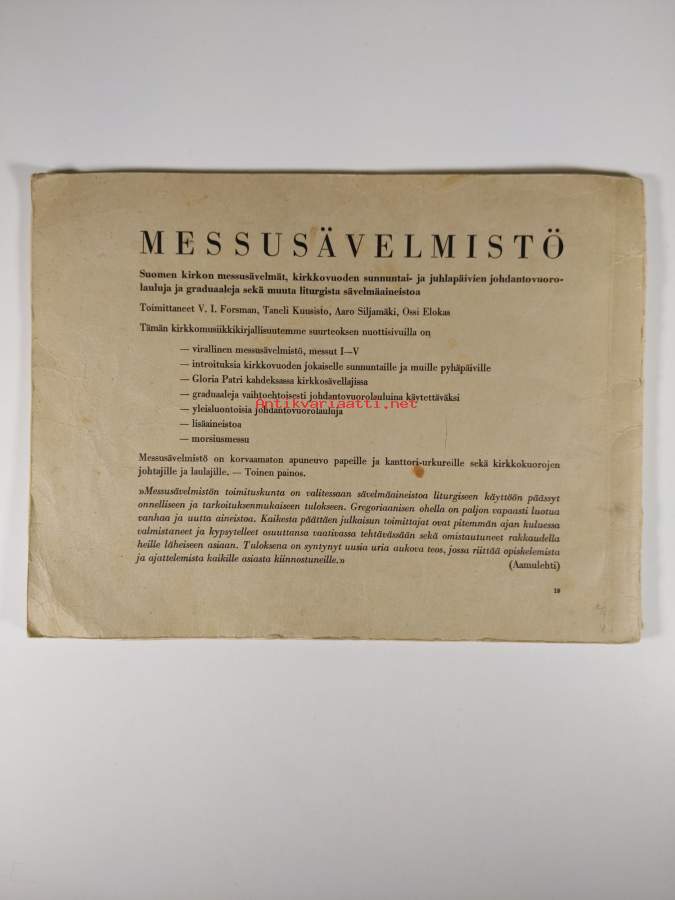 MESSUSÄVELMISTÖ
Suomen kirkon messusävelmät, kirkkovuoden sunnuntai- ja juhlapäivien johdantovuoro-
lauluja ja graduaaleja sekä muuta liturgista sävelmäaineistoa
Toimittaneet V. I. Forsman, Taneli Kuusisto, Aaro Siljamäki, Ossi Elokas
Tämän kirkkomusiikkikirjallisuutemme suurteoksen nuottisivuilla on
— virallinen messusävelmistö, messut I—V
— introituksia kirkkovuoden jokaiselle sunnuntaille ja muille pyhäpäiville
— Gloria Patri kahdeksassa kirkkosävellajissa
— graduaaleja vaihtoehtoisesti johdantovuorolauluina käytettäväksi
Antikvariaatti.net
— yleisluontoisia johdantovuorolauluja
— lisäaineistoa
— morsiusmessu
Messusävelmistö on korvaamaton apuneuvo papeille ja kanttori-urkureille sekä kirkkokuorojen
johtajille ja laulajille. — Toinen painos.
»Messusävelmistön toimituskunta on valitessaan sävelmäaineistoa liturgiseen käyttöön päässyt
onnelliseen ja tarkoituksenmukaiseen tulokseen. Gregoriaanisen ohella on paljon vapaasti luotua
vanhaa ja uutta aineistoa. Kaikesta päättäen julkaisun toimittajat ovat pitemmän ajan kuluessa
valmistaneet ja kypsytelleet osuuttansa vaativassa tehtävässään sekä omistautuneet rakkaudella
heille läheiseen asiaan. Tuloksena on syntynyt uusia uria aukova teos, jossa riittää opiskelemista
ja ajattelemista kaikille asiasta kiinnostuneille.»
(Aamulehti)